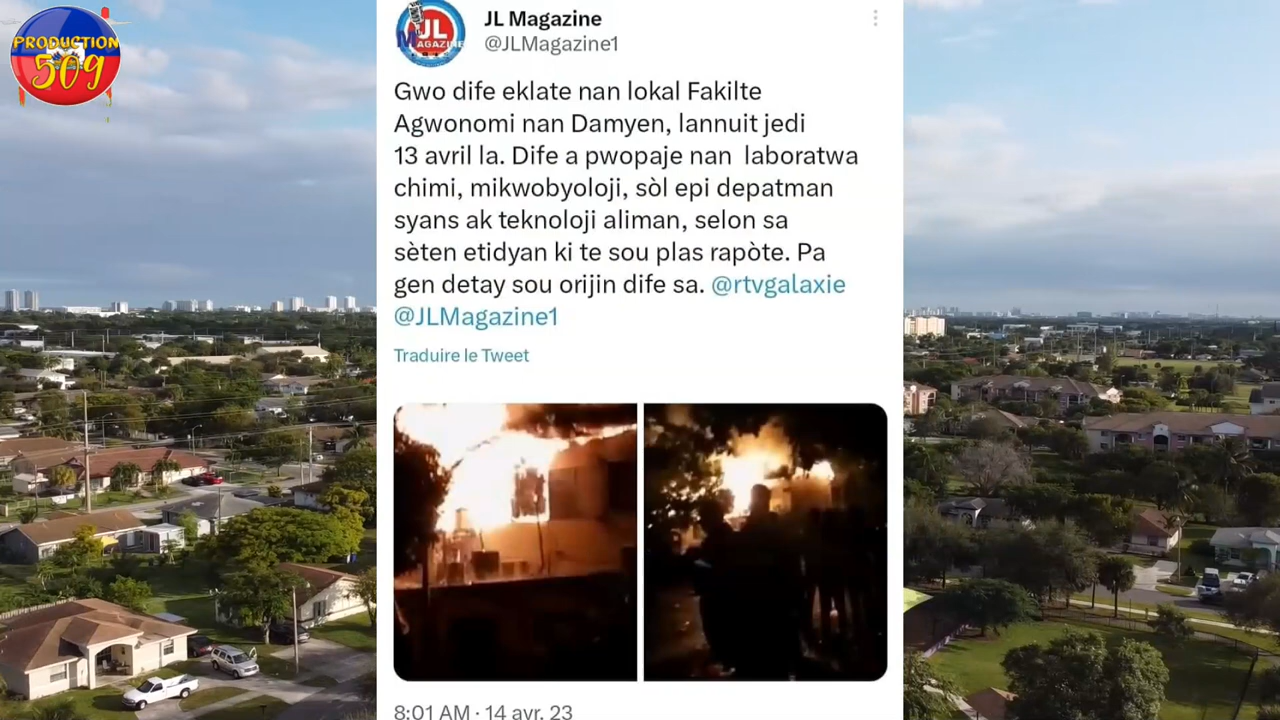 PRODUCTION
509
JL
MAGAZINE
JL Magazine
@JLMagazine1
Gwo dife eklate nan lokal Fakilte
Agwonomi nan Damyen, lannuit jedi
13 avril la. Dife a pwopaje nan laboratwa
chimi, mikwobyoloji, sòl epi depatman
syans ak teknoloji aliman, selon sa
sèten etidyan ki te sou plas rapòte. Pa
gen detay sou orijin dife sa. @rtvgalaxie
@JLMagazine1
Traduire le Tweet
8:01 AM · 14 avr. 23